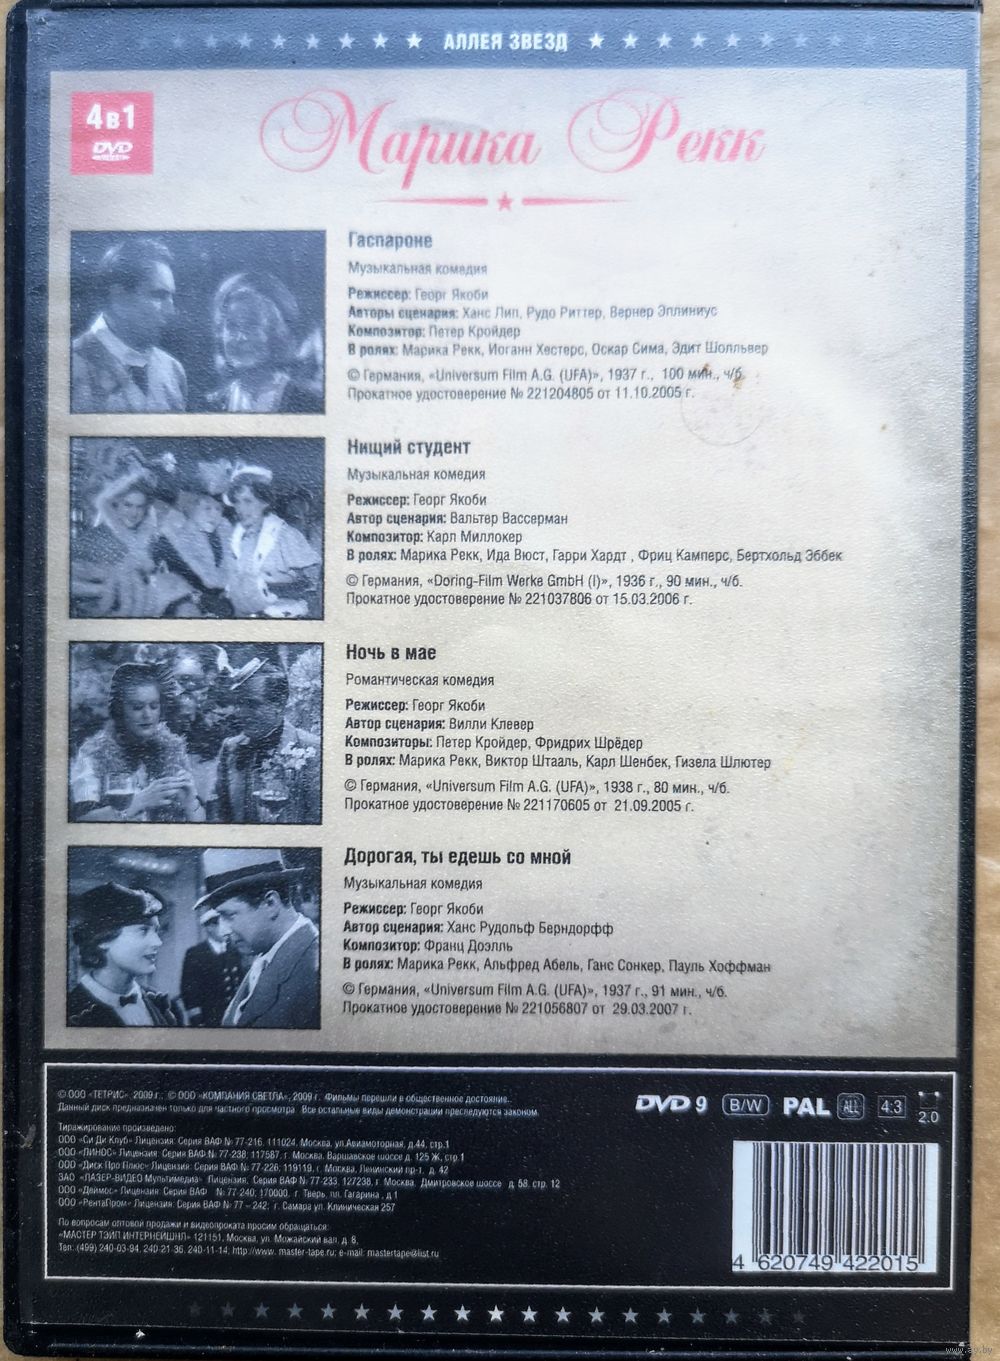 АЛЛЕЯ ЗВЕЗД
4 в 1
DVD
Марика Рекк
Гаспароне
Музыкальная комедия
Режиссер: Георг Якоби
Авторы сценария: Ханс Лип, Рудо Риттер, Вернер Эплиниус
Композитор: Петер Кройдер
В ролях: Марика Рекк, Иоганн Хестерс, Оскар Сима, Эдит Шолльвер
© Германия, «Universum Film A.G. (UFA)», 1937 г., 100 мин., ч/б.
Прокатное удостоверение № 221204805 от 11.10.2005 г.
Нищий студент
Музыкальная комедия
Режиссер: Георг Якоби
Автор сценария: Вальтер Вассерман
Композитор: Карл Миллокер
В ролях: Марика Рекк, Ида Вюст, Гарри Хардт , Фриц Камперс, Бертхольд Эббек
© Германия, «Doring-Film Werke GmbH (I)», 1936 г., 90 мин., ч/б.
Прокатное удостоверение № 221037806 от 15.03.2006 г.
Ночь в мае
Романтическая комедия
Режиссер: Георг Якоби
Автор сценария: Вилли Клевер
Композиторы: Петер Кройдер, Фридрих Шрёдер
В ролях: Марика Рекк, Виктор Штааль, Карл Шенбек, Гизела Шлютер
© Германия, «Universum Film A.G. (UFA)», 1938 г., 80 мин., ч/б.
Прокатное удостоверение № 221170605 от 21.09.2005 г.
Дорогая, ты едешь со мной
Музыкальная комедия
Режиссер: Георг Якоби
Автор сценария: Ханс Рудольф Берндорфф
Композитор: Франц Доэлль
В ролях: Марика Рекк, Альфред Абель, Ганс Сонкер, Пауль Хоффман
© Германия, «Universum Film A.G. (UFA)», 1937 г., 91 мин., ч/б.
Прокатное удостоверение № 221056807 от 29.03.2007 г.
© ООО «ТЕТРИС», 2009 г.; © ООО «КОМПАНИЯ СВЕТЛА», 2009 г. Фильмы перешли в общественное достояние.
Данный диск предназначен только для частного просмотра. Все остальные виды демонстрации преследуются законом.
Тиражирование произведено:
ООО «Си Ди Клуб» Лицензия: Серия ВАФ № 77-216, 111024, Москва, ул.Авиамоторная, д.44, стр.1
ООО «ЛИНОС» Лицензия: Серия ВАФ № 77-238, 117587, г. Москва, Варшавское шоссе д. 125 Ж, стр.1
ООО «Диск Про Плюс» Лицензия: Серия ВАФ № 77-226, 119119, г. Москва, Ленинский пр-т, д. 42
ЗАО «ЛАЗЕР-ВИДЕО Мультимедиа» Лицензия: Серия ВАФ № 77-233, 127238, г. Москва, Дмитровское шоссе д. 58, стр. 12
ООО «Деймос» Лицензия: Серия ВАФ № 77-240, 170000, г. Тверь, пл. Гагарина , д.1
ООО «РентаПром» Лицензия: Серия ВАФ № 77 – 242, г. Самара ул. Клиническая 257
По вопросам оптовой продажи и видеопроката просим обращаться:
«МАСТЕР ТЭЙП ИНТЕРНЕЙШНЛ» 121151, Москва, ул. Можайский вал, д. 8,
Тел: (499) 240-03-94, 240-21-36, 240-11-14, http://www. master-tape.ru; e-mail: mastertape@list.ru
DVD 9 B/W PAL ALL 4:3 2.0
4 620749 422015
www.ay.by